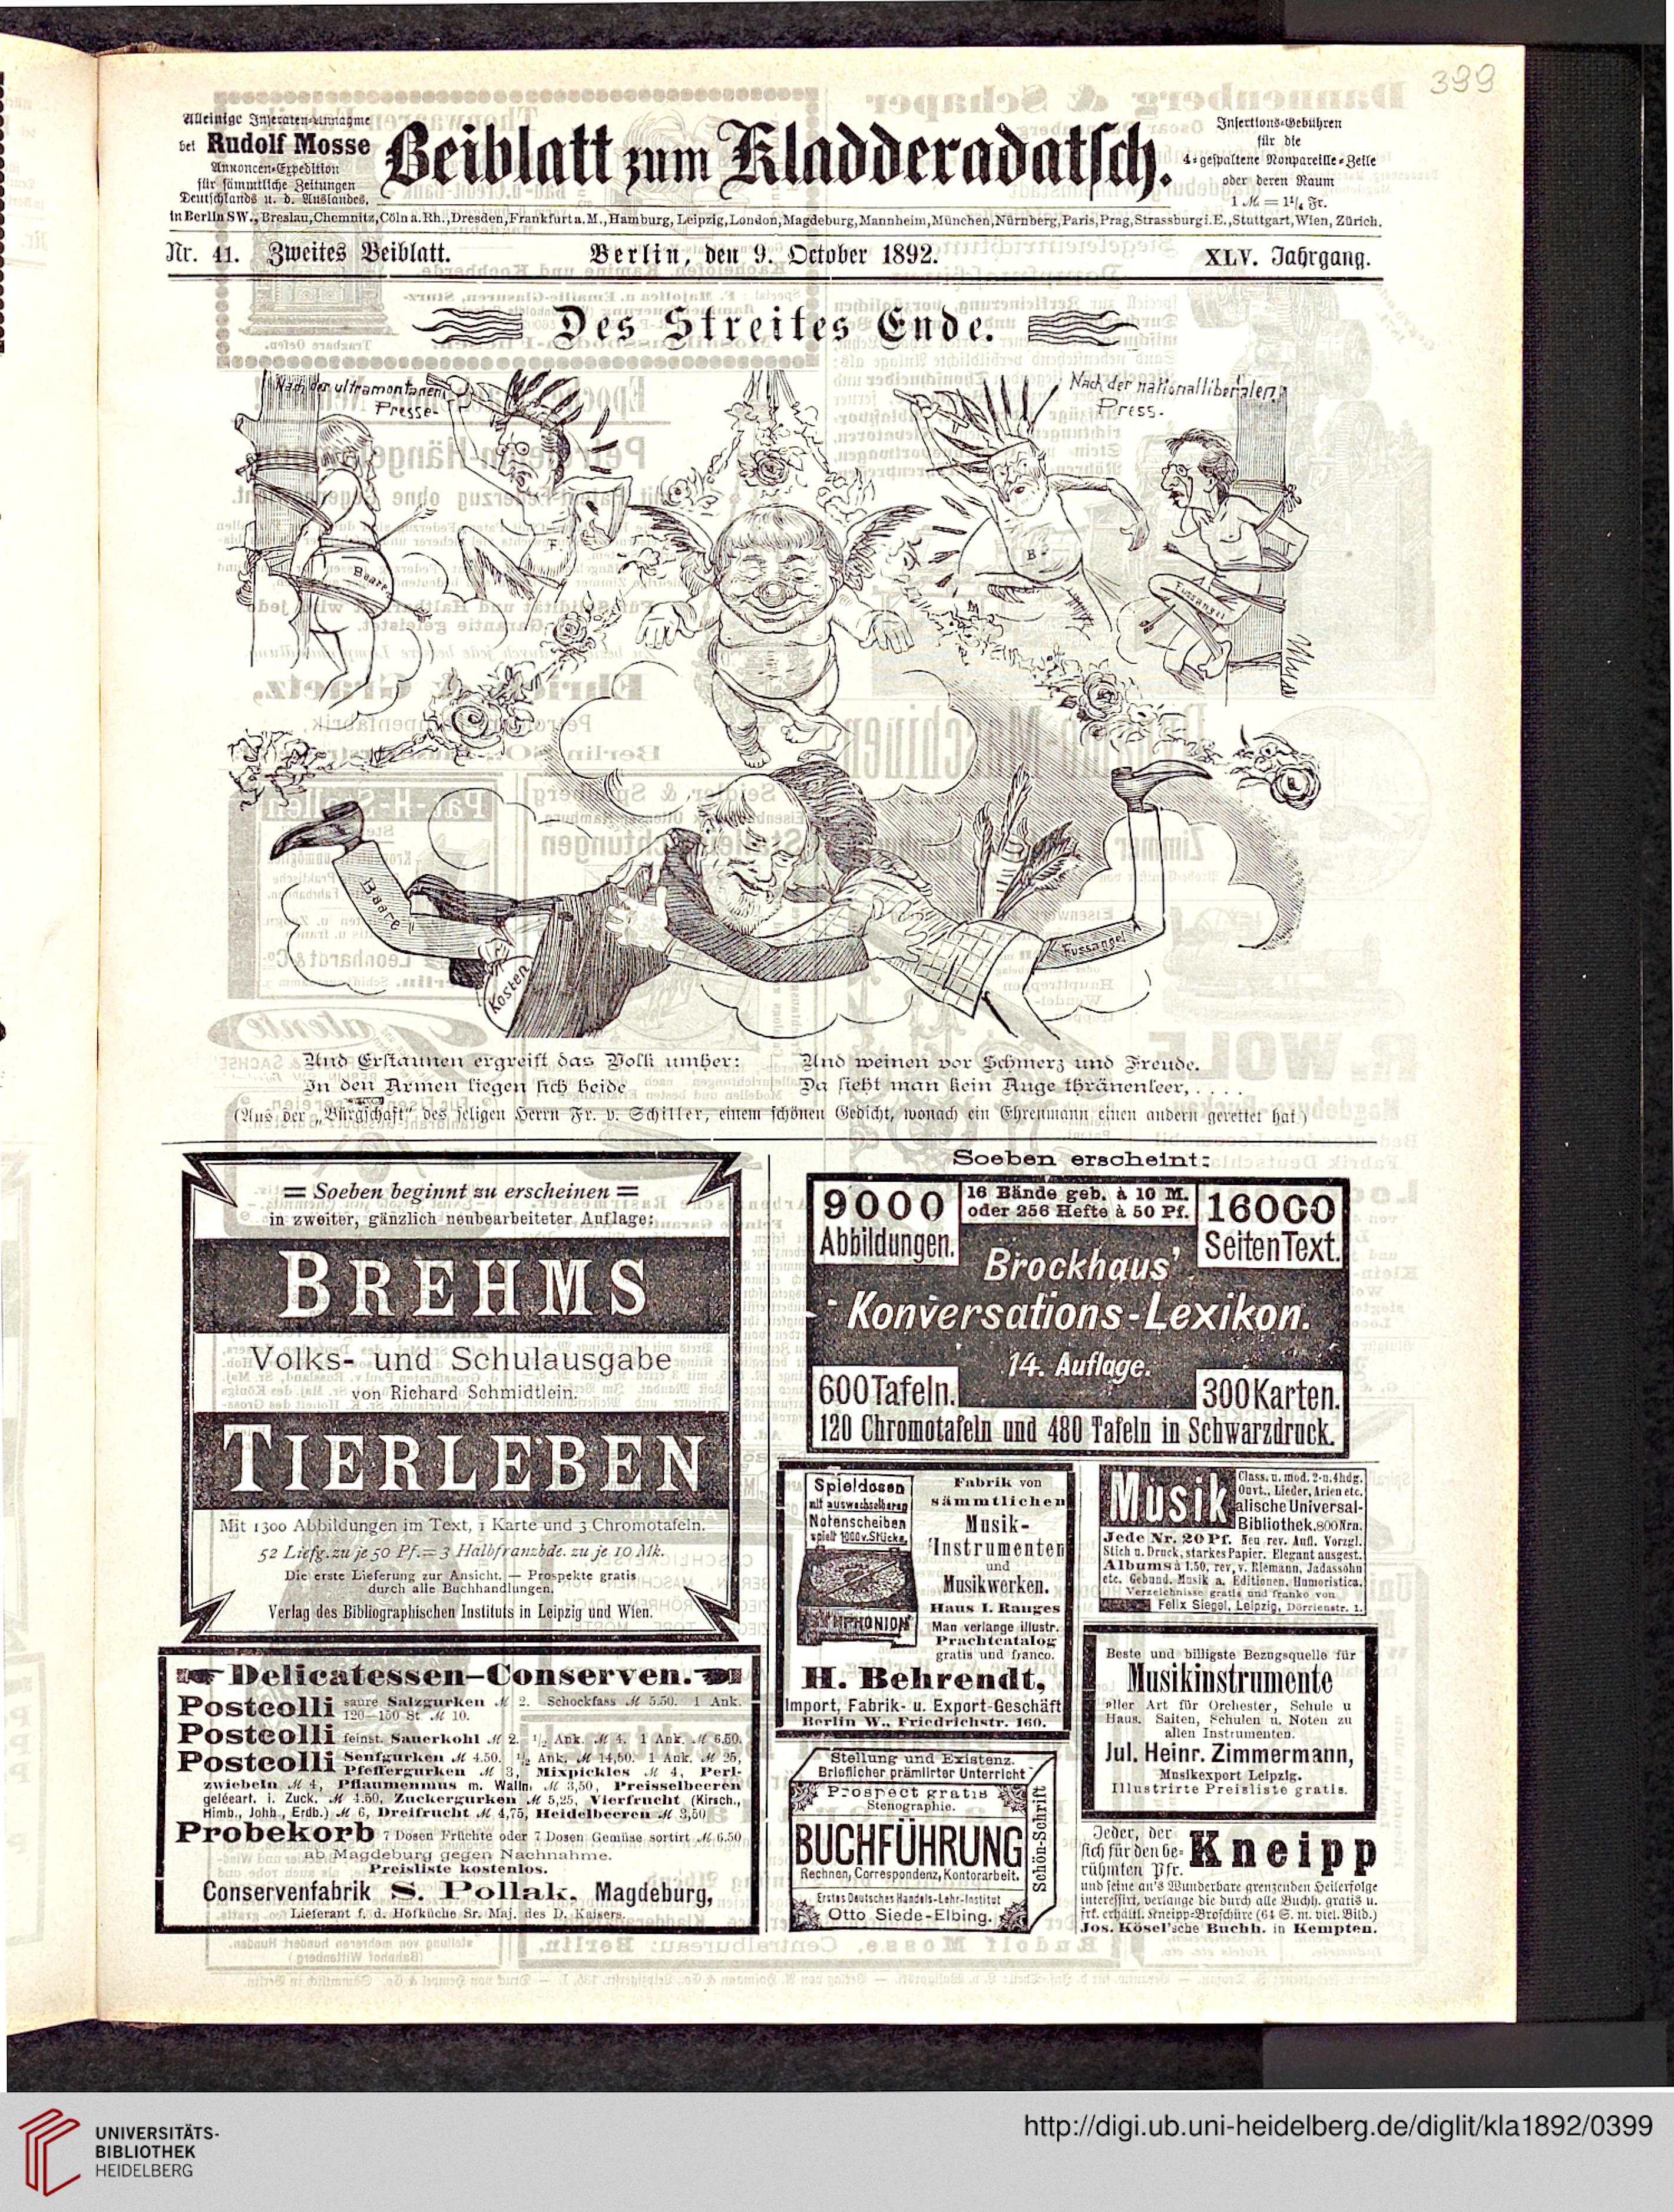 399
Alleinige Inseraten-Annahme
bei Rudolf Mosse
Annoncen-Expedition
für sämmtliche Zeitungen
Deutschlands u. d. Auslandes,
Beiblatt zum Kladderadatsch.
Insertions-Gebühren
für die
4-gespaltene Nonpareille-Zeile
oder deren Raum
1 M = 1¼ Fr.
in Berlin SW., Breslau, Chemnitz, Cöln a. Rh., Dresden, Frankfurt a. M., Hamburg, Leipzig, London, Magdeburg, Mannheim, München, Nürnberg, Paris, Prag, Strassburg i. E., Stuttgart, Wien, Zürich.
Nr. 41. Zweites Beiblatt.
Berlin, den 9. October 1892.
XLV. Jahrgang.
Des Streites Ende.
Nach der ultramontanen
Presse.
Nach der nationalliberalen
Press.
F.
B.
Baare
Fussangel
Baare
Fussangel
Kosten
Und Erstaunen ergreift das Volk umher:
In den Armen liegen sich beide
Und weinen vor Schmerz und Freude.
Da sieht man kein Auge thränenleer, . . . .
(Aus der „Bürgschaft“ des seligen Herrn Fr. v. Schiller, einem schönen Gedicht, wonach ein Ehrenmann einen andern gerettet hat.)
= Soeben beginnt zu erscheinen =
in zweiter, gänzlich neubearbeiteter Auflage:
BREHMS
Volks- und Schulausgabe
von Richard Schmidtlein.
TIERLEBEN
Mit 1300 Abbildungen im Text, 1 Karte und 3 Chromotafeln.
52 Liefg. zu je 50 Pf. = 3 Halbfranzbde. zu je 10 Mk.
Die erste Lieferung zur Ansicht. — Prospekte gratis
durch alle Buchhandlungen.
Verlag des Bibliographischen Instituts in Leipzig und Wien.
Delicatessen-Conserven.
Postcolli saure Salzgurken M 2. Schockfass M 5.50. 1 Ank.
120—150 St. M 10.
Postcolli feinst. Sauerkohl M 2. ½ Ank. M 4. 1 Ank. M 6.50.
Postcolli Senfgurken M 4.50. ½ Ank. M 14,50. 1 Ank. M 25,
Pfeffergurken M 3, Mixpickles M 4, Perl-
zwiebeln M 4, Pflaumenmus m. Walln. M 3,50, Preisselbeeren
geléeart. i. Zuck. M 4.50, Zuckergurken M 5,25, Vierfrucht (Kirsch.,
Himb., Johb., Erdb.) M 6, Dreifrucht M 4,75, Heidelbeeren M 3,50
Probekorb 7 Dosen Früchte oder 7 Dosen Gemüse sortirt M 6.50
ab Magdeburg gegen Nachnahme.
Preisliste kostenlos.
Conservenfabrik S. Pollak, Magdeburg,
Lieferant f. d. Hofküche Sr. Maj. des D. Kaisers.
Soeben erscheint:
9000
Abbildungen.
16 Bände geb. à 10 M.
oder 256 Hefte à 50 Pf.
16000
Seiten Text.
Brockhaus'
Konversations-Lexikon.
14. Auflage.
600 Tafeln.
300 Karten.
120 Chromotafeln und 480 Tafeln in Schwarzdruck.
Spieldosen
mit auswechselbaren
Notenscheiben
spielt 1000 v. Stücke.
SYMPHONION
Fabrik von
sämmtlichen
Musik-
Instrumenten
und
Musikwerken.
Haus I. Ranges
Man verlange illustr.
Prachtcatalog
gratis und franco.
H. Behrendt,
Import, Fabrik- u. Export-Geschäft
Berlin W., Friedrichstr. 160.
Musik
Class. u. mod. 2- u. 4hdg.
Ouvt., Lieder, Arien etc.
alische Universal-
Bibliothek. 800 Nrn.
Jede Nr. 20 Pf. Neu rev. Aufl. Vorzgl.
Stich u. Druck, starkes Papier. Elegant ausgest.
Albums à 1.50, rev. v. Riemann, Jadassohn
etc. Gebund. Musik a. Editionen. Humoristica.
Verzeichnisse gratis und franko von
Felix Siegel, Leipzig, Dörrienstr. 1.
Beste und billigste Bezugsquelle für
Musikinstrumente
aller Art für Orchester, Schule u
Haus. Saiten, Schulen u. Noten zu
allen Instrumenten.
Jul. Heinr. Zimmermann,
Musikexport Leipzig.
Illustrirte Preisliste gratis.
Stellung und Existenz.
Brieflicher prämiirter Unterricht
Prospect gratis
Stenographie.
BUCHFÜHRUNG
Rechnen, Correspondenz, Kontorarbeit.
Schön-Schrift
Erstes Deutsches Handels-Lehr-Institut
Otto Siede-Elbing.
Jeder, der
sich für den be-
rühmten Pfr.
Kneipp
und seine an's Wunderbare grenzenden Heilerfolge
interessirt, verlange die durch alle Buchh. gratis u.
frk. erhältl. Kneipp-Broschüre (64 S. m. viel. Bild.)
Jos. Kösel'sche Buchh. in Kempten.
UNIVERSITÄTS-
BIBLIOTHEK
HEIDELBERG
http://digi.ub.uni-heidelberg.de/diglit/kla1892/0399